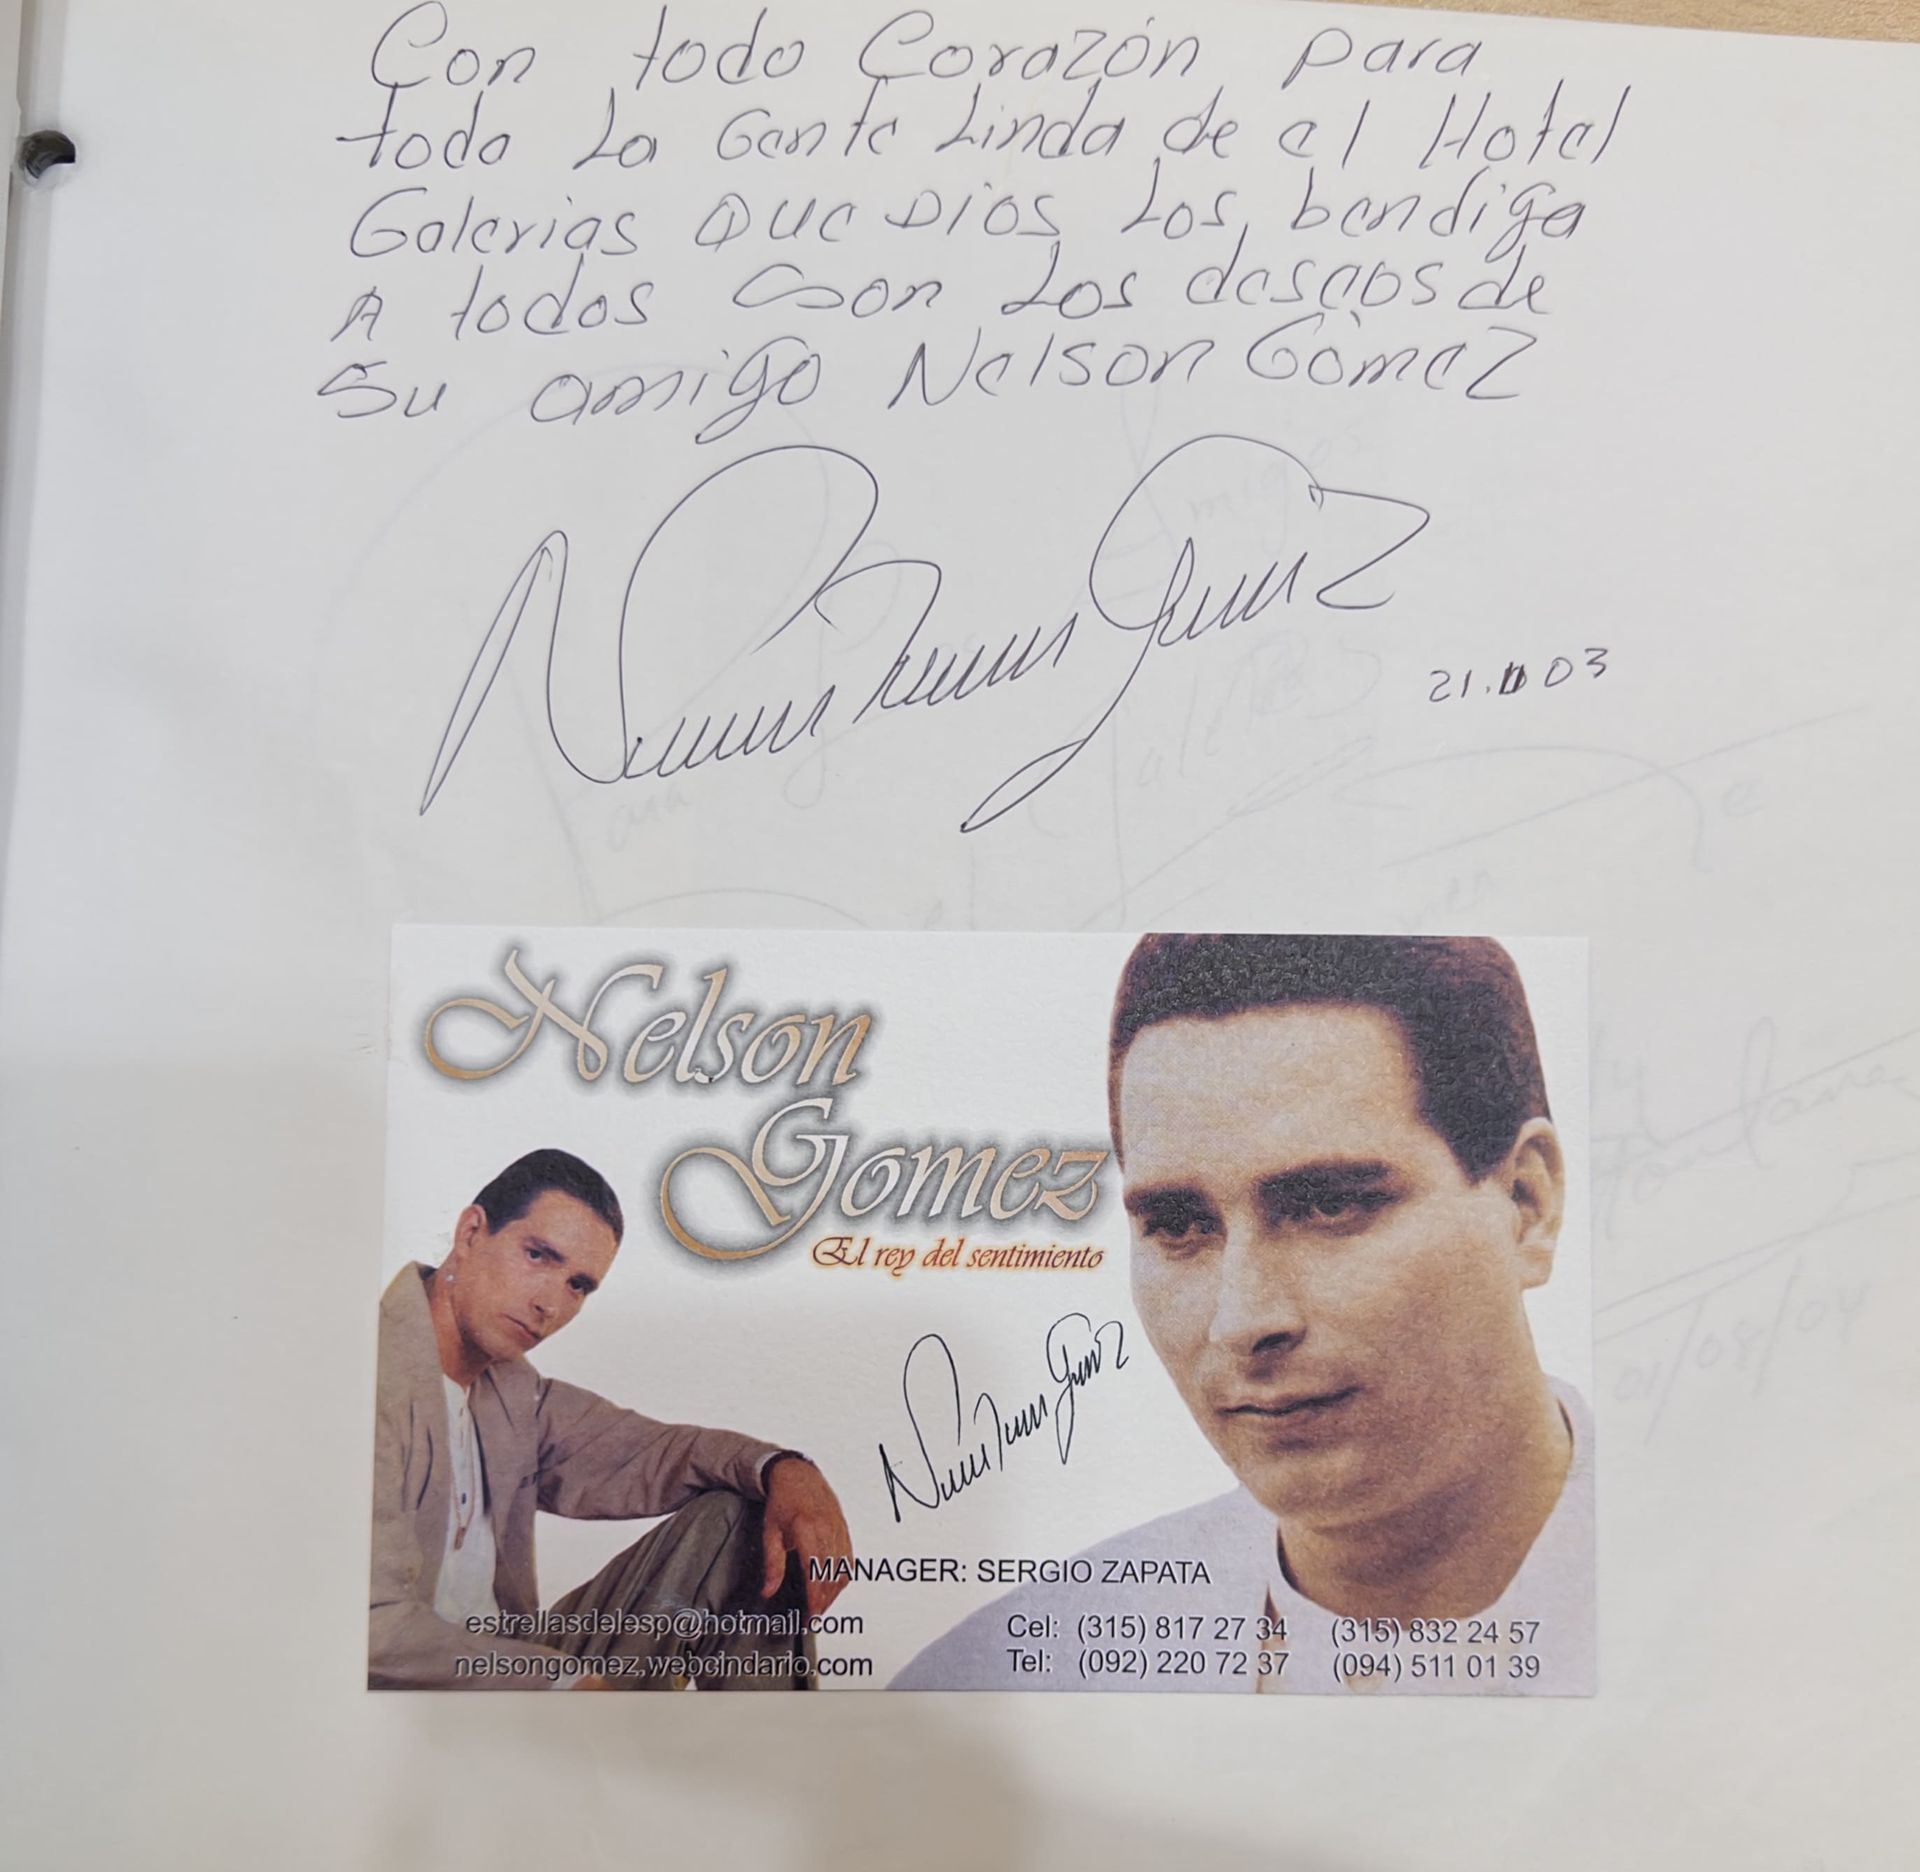 Con todo Corazón para
toda La Gente Linda de el Hotel
Galerias QUE DIOS Los bendiga
A todos Con Los deseos de
Su amigo Nelson Gómez
21. 03
Nelson
Gomez
El rey del sentimiento
MANAGER: SERGIO ZAPATA
estrellasdelesp@hotmail.com
nelsongomez.webcindario.com
Cel: (315) 817 27 34 (315) 832 24 57
Tel: (092) 220 72 37 (094) 511 01 39